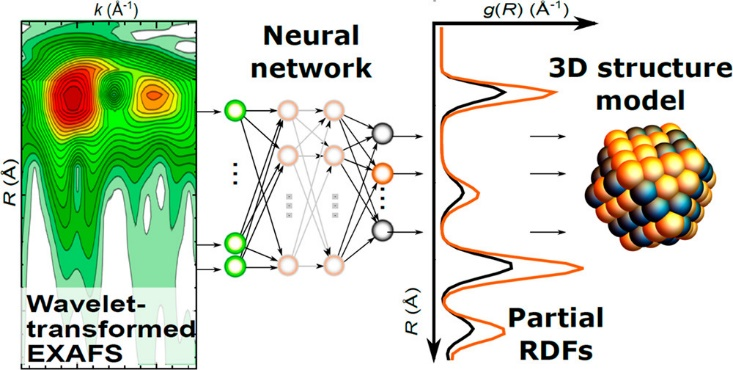 k (Å-1)
R (Å)
Wavelet-
transformed
EXAFS
Neural
network
g(R) (Å-1)
R (Å)
Partial
RDFs
3D structure
model